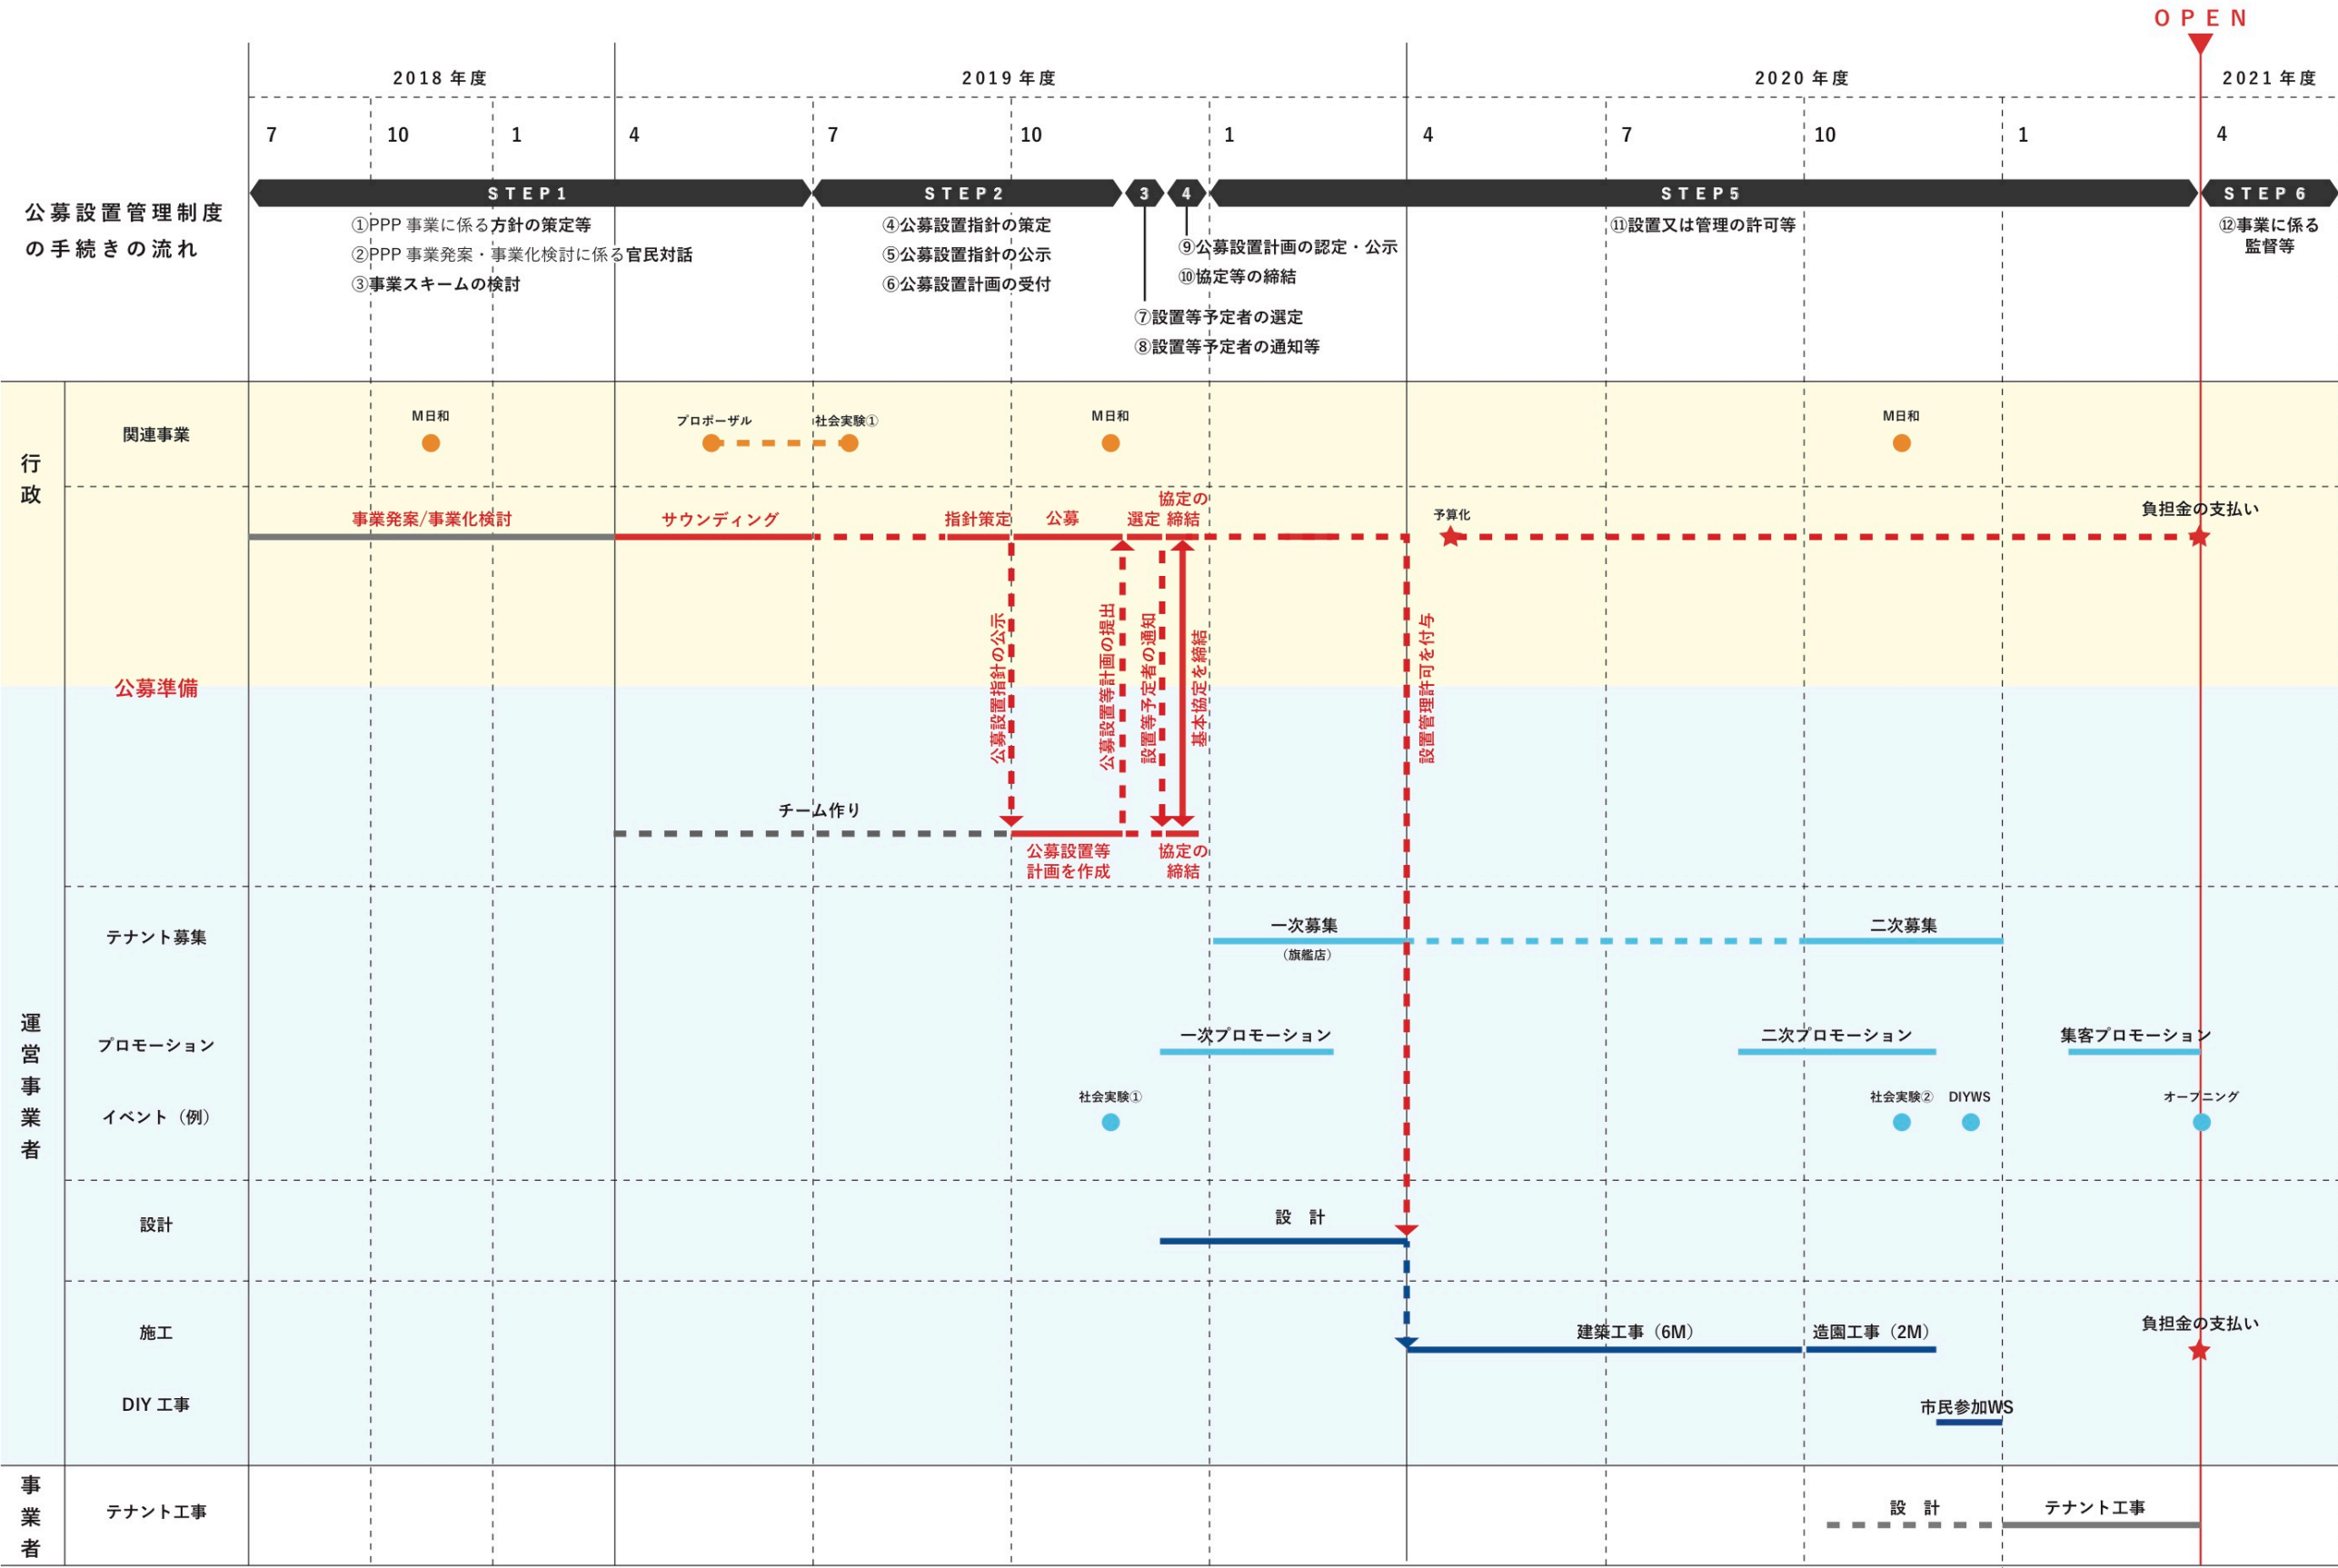 OPEN
2018年度
2019年度
2020年度
2021年度
7
10
1
4
7
10
1
4
7
10
1
4
公募設置管理制度
の手続きの流れ
STEP1
STEP2
3
4
STEP5
STEP 6
①PPP 事業に係る方針の策定等
②PPP 事業発案・事業化検討に係る官民対話
③事業スキームの検討
④公募設置指針の策定
⑤公募設置指針の公示
⑥公募設置計画の受付
⑨公募設置計画の認定・公示
⑩協定等の締結
⑦設置等予定者の選定
⑧設置等予定者の通知等
⑪設置又は管理の許可等
⑫事業に係る
監督等
行政
関連事業
M日和
プロポーザル
社会実験①
M日和
M日和
公募準備
事業発案/事業化検討
サウンディング
指針策定
公募
選定
協定の
締結
予算化
負担金の支払い
公募設置指針の公示
公募設置等計画の提出
設置等予定者の通知
基本協定を締結
設置管理許可を付与
チーム作り
公募設置等
計画を作成
協定の
締結
運営事業者
テナント募集
一次募集
（旗艦店）
二次募集
プロモーション
一次プロモーション
二次プロモーション
集客プロモーション
イベント（例）
社会実験①
社会実験②
DIYWS
オープニング
設計
設　計
施工
建築工事（6M）
造園工事（2M）
負担金の支払い
DIY 工事
市民参加WS
事業者
テナント工事
設　計
テナント工事